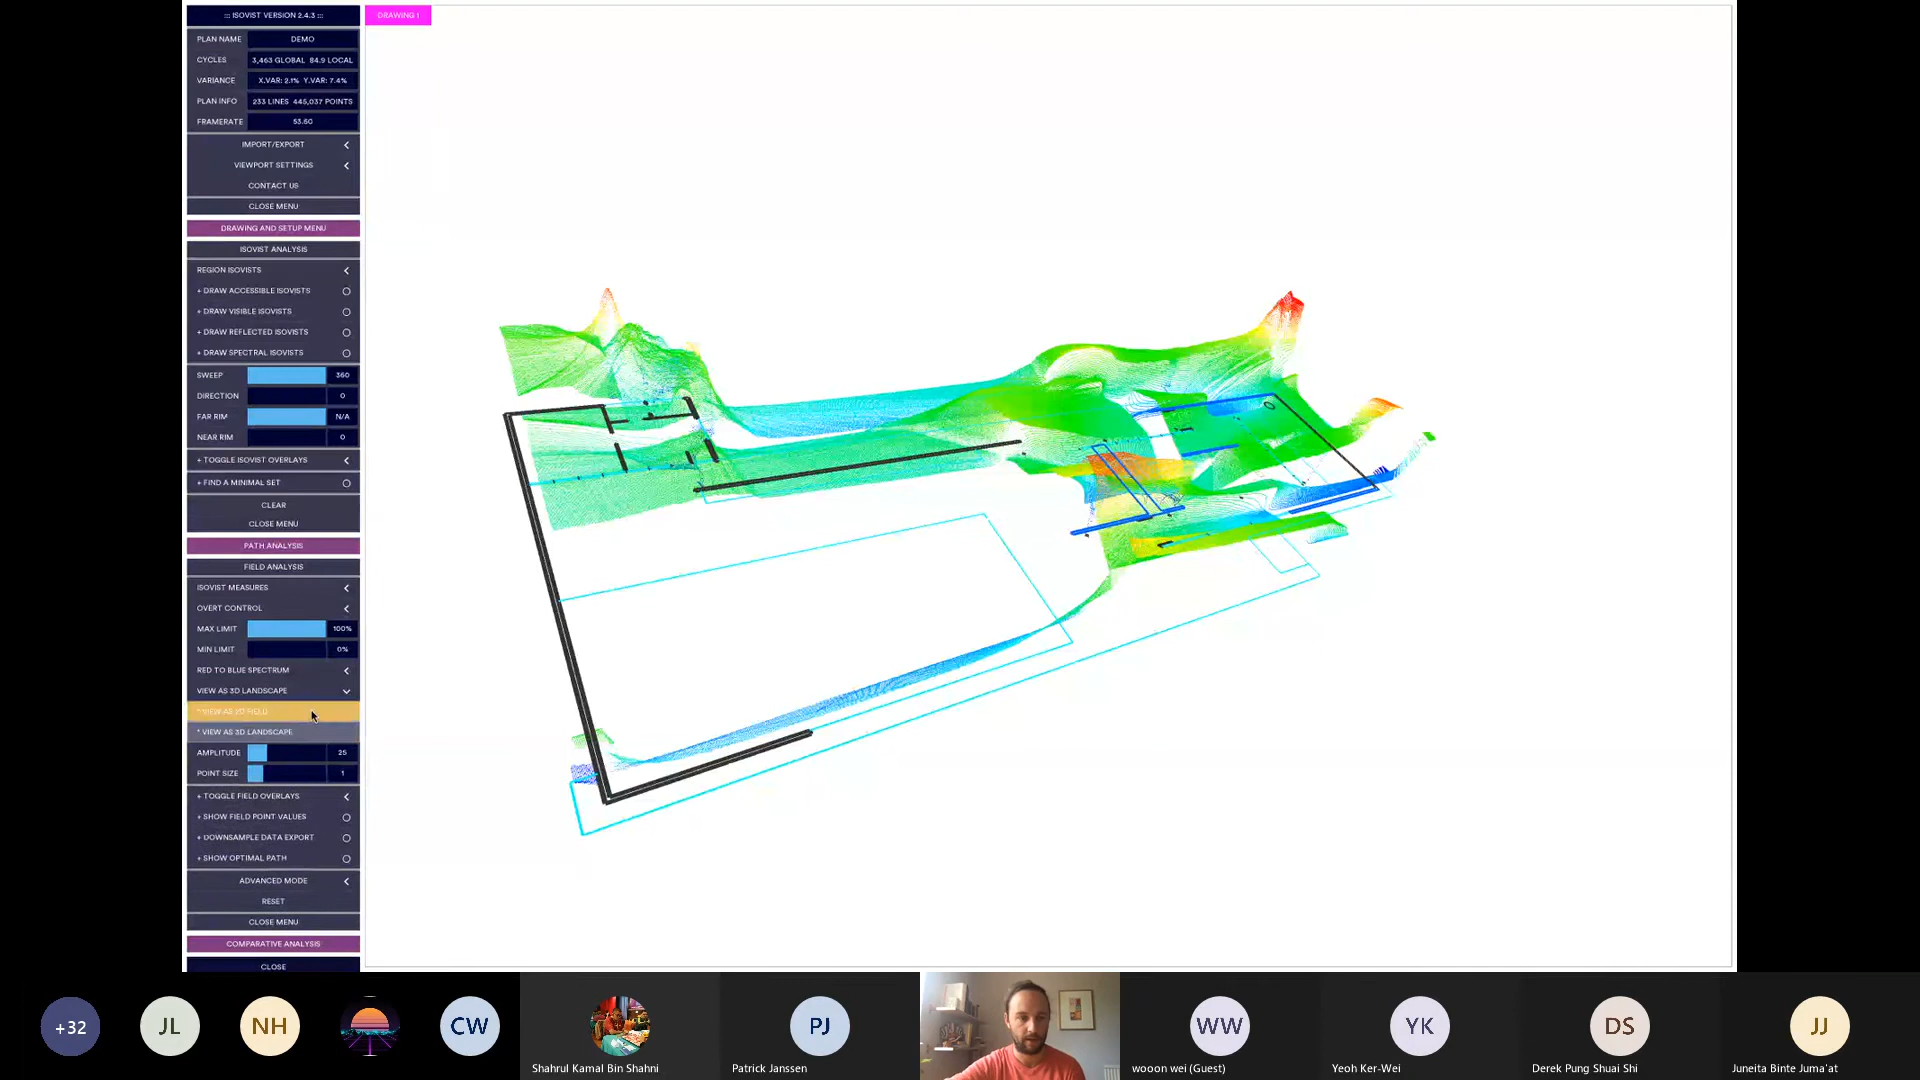 ::: ISOVIST VERSION 2.4.3 :::
DRAWING 1
PLAN NAME DEMO
CYCLES 3,463 GLOBAL 84.9 LOCAL
VARIANCE X.VAR: 2.1% Y.VAR: 7.4%
PLAN INFO 233 LINES 445,037 POINTS
FRAMERATE 53.60
IMPORT/EXPORT
VIEWPORT SETTINGS
CONTACT US
CLOSE MENU
DRAWING AND SETUP MENU
ISOVIST ANALYSIS
REGION ISOVISTS
+ DRAW ACCESSIBLE ISOVISTS
+ DRAW VISIBLE ISOVISTS
+ DRAW REFLECTED ISOVISTS
+ DRAW SPECTRAL ISOVISTS
SWEEP 360
DIRECTION 0
FAR RIM N/A
NEAR RIM 0
+ TOGGLE ISOVIST OVERLAYS
+ FIND A MINIMAL SET
CLEAR
CLOSE MENU
PATH ANALYSIS
FIELD ANALYSIS
ISOVIST MEASURES
OVERT CONTROL
MAX LIMIT 100%
MIN LIMIT 0%
RED TO BLUE SPECTRUM
VIEW AS 3D LANDSCAPE
* VIEW AS 2D FIELD
* VIEW AS 3D LANDSCAPE
AMPLITUDE 25
POINT SIZE 1
+ TOGGLE FIELD OVERLAYS
+ SHOW FIELD POINT VALUES
+ DOWNSAMPLE DATA EXPORT
+ SHOW OPTIMAL PATH
ADVANCED MODE
RESET
CLOSE MENU
COMPARATIVE ANALYSIS
CLOSE
+32 JL NH CW PJ WW YK DS JJ
Shahrul Kamal Bin Shahni Patrick Janssen wooon wei (Guest) Yeoh Ker-Wei Derek Pung Shuai Shi Juneita Binte Juma'at